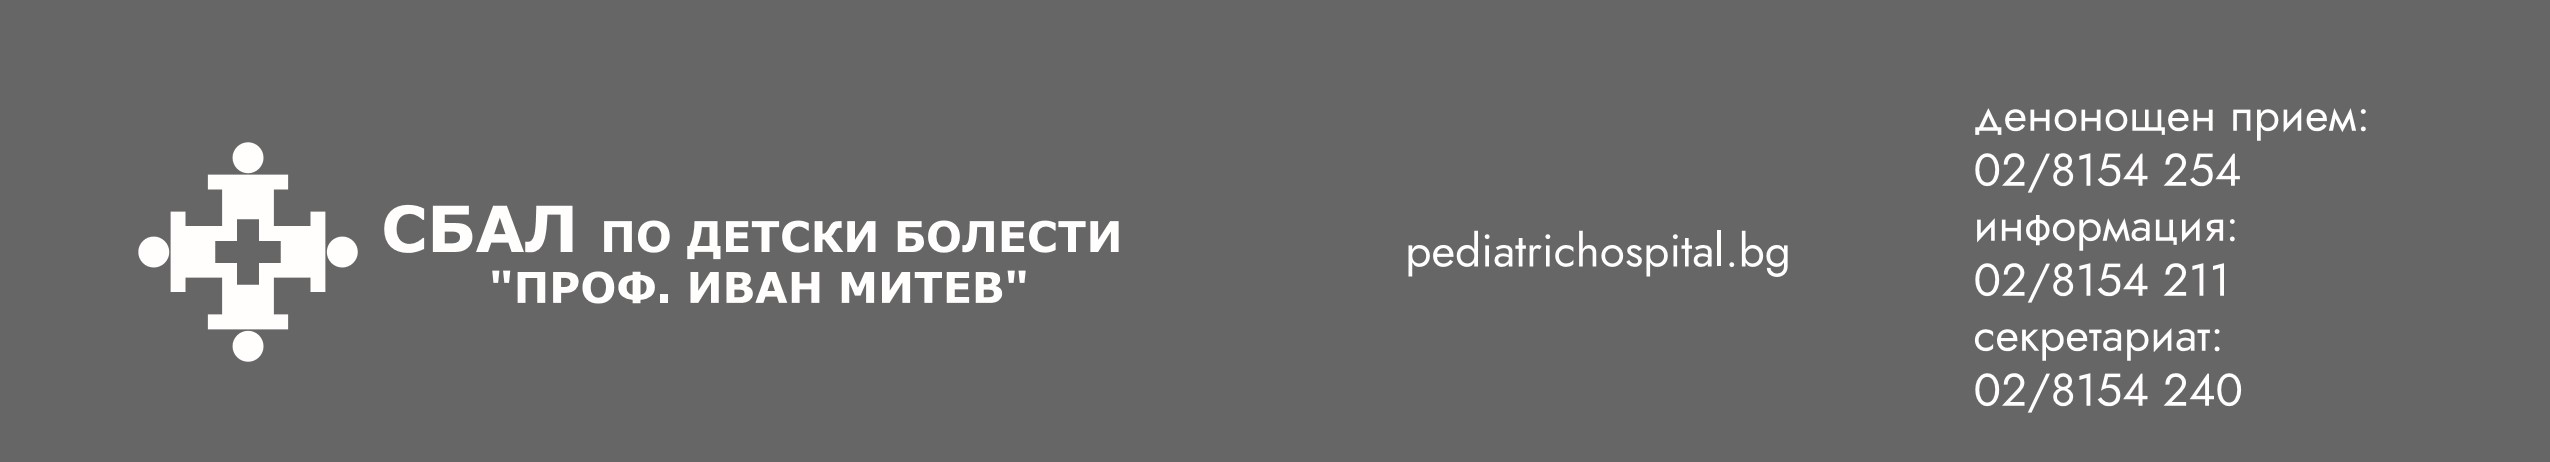 СБАЛ ПО ДЕТСКИ БОЛЕСТИ
"ПРОФ. ИВАН МИТЕВ"
pediatrichospital.bg
денонощен прием:
02/8154 254
информация:
02/8154 211
секретариат:
02/8154 240